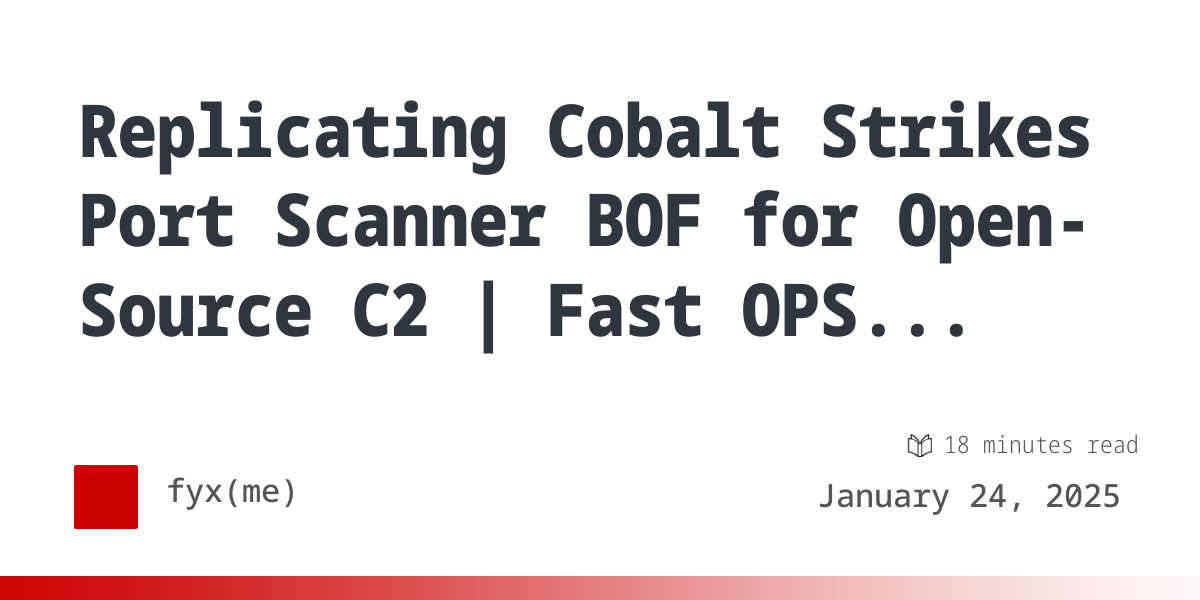 Replicating Cobalt Strikes
Port Scanner BOF for Open-
Source C2 | Fast OPS...
18 minutes read
fyx(me)
January 24, 2025